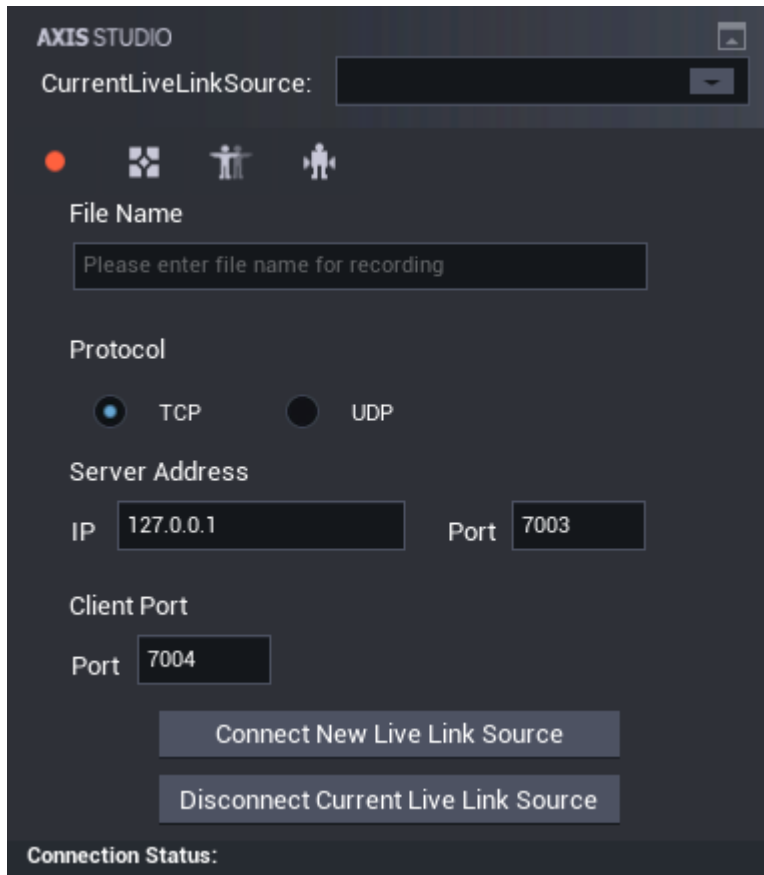 AXIS STUDIO
CurrentLiveLinkSource:
File Name
Please enter file name for recording
Protocol
TCP UDP
Server Address
IP 127.0.0.1 Port 7003
Client Port
Port 7004
Connect New Live Link Source
Disconnect Current Live Link Source
Connection Status: